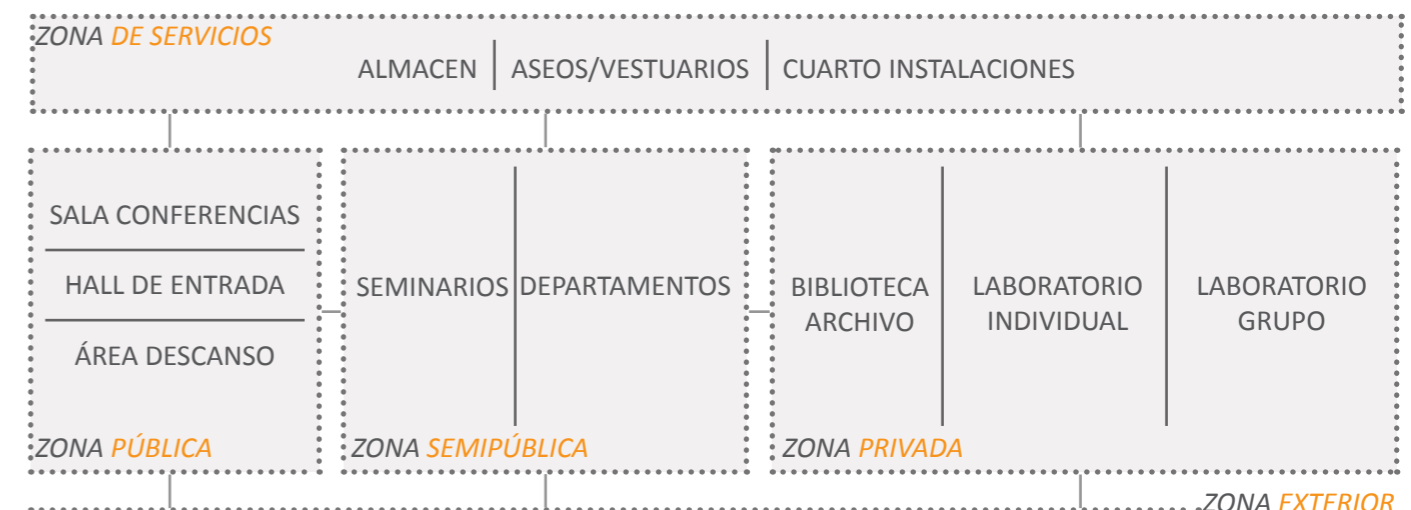 ZONA DE SERVICIOS
ALMACEN ASEOS/VESTUARIOS CUARTO INSTALACIONES
SALA CONFERENCIAS
HALL DE ENTRADA
ÁREA DESCANSO
ZONA PÚBLICA
SEMINARIOS DEPARTAMENTOS
ZONA SEMIPÚBLICA
BIBLIOTECA
ARCHIVO
LABORATORIO
INDIVIDUAL
LABORATORIO
GRUPO
ZONA PRIVADA
ZONA EXTERIOR